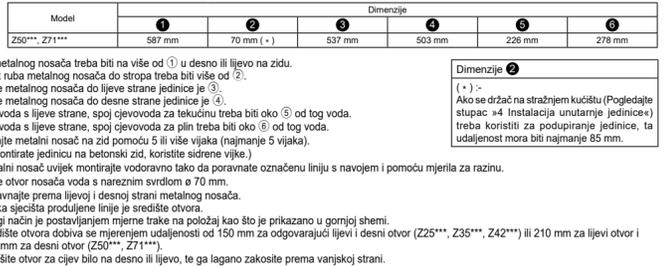 Model
Dimenzije
1 2 3 4 5 6
Z50***, Z71*** 587 mm 70 mm ( * ) 537 mm 503 mm 226 mm 278 mm
etalnog nosača treba biti na više od ① u desno ili lijevo na zidu.
ruba metalnog nosača do stropa treba biti više od ②.
e metalnog nosača do lijeve strane jedinice je ③.
e metalnog nosača do desne strane jedinice je ④.
voda s lijeve strane, spoj cjevovoda za tekućinu treba biti oko ⑤ od tog voda.
voda s lijeve strane, spoj cjevovoda za plin treba biti oko ⑥ od tog voda.
jte metalni nosač na zid pomoću 5 ili više vijaka (najmanje 5 vijaka).
ontirate jedinicu na betonski zid, koristite sidrene vijke.)
alni nosač uvijek montirajte vodoravno tako da poravnate označenu liniju s navojem i pomoću mjerila za razinu.
e otvor nosača voda s nareznim svrdlom ø 70 mm.
avnajte prema lijevoj i desnoj strani metalnog nosača.
ka sjecišta produljene linije je središte otvora.
gi način je postavljanjem mjerne trake na položaj kao što je prikazano u gornjoj shemi.
dište otvora dobiva se mjerenjem udaljenosti od 150 mm za odgovarajući lijevi i desni otvor (Z25***, Z35***, Z42***) ili 210 mm za lijevi otvor i
mm za desni otvor (Z50***, Z71***).
šite otvor za cijev bilo na desno ili lijevo, te ga lagano zakosite prema vanjskoj strani.
Dimenzije 2
( * ) :-
Ako se držač na stražnjem kućištu (Pogledajte
stupac »4 Instalacija unutarnje jedinice«)
treba koristiti za podupiranje jedinice, ta
udaljenost mora biti najmanje 85 mm.